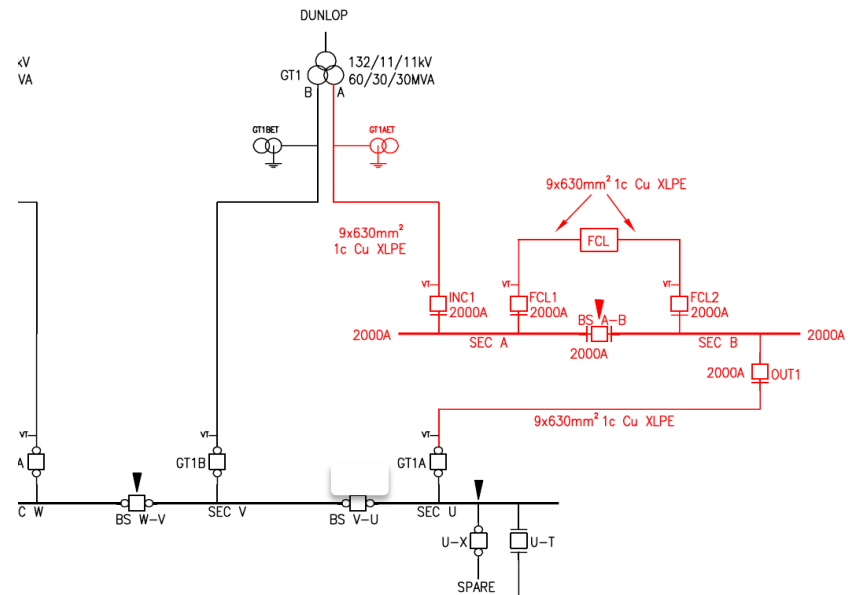 DUNLOP
GT1
132/11/11kV
60/30/30MVA
B
A
GT1BET
GT1AET
9x630mm² 1c Cu XLPE
9x630mm²
1c Cu XLPE
FCL
VT
INC1
2000A
VT
FCL1
2000A
VT
FCL2
2000A
BS A-B
2000A
2000A
SEC A
SEC B
2000A
2000A
OUT1
9x630mm² 1c Cu XLPE
VT
VT
VT
A
GT1B
GT1A
C W
BS W-V
SEC V
BS V-U
SEC U
U-X
U-T
SPARE